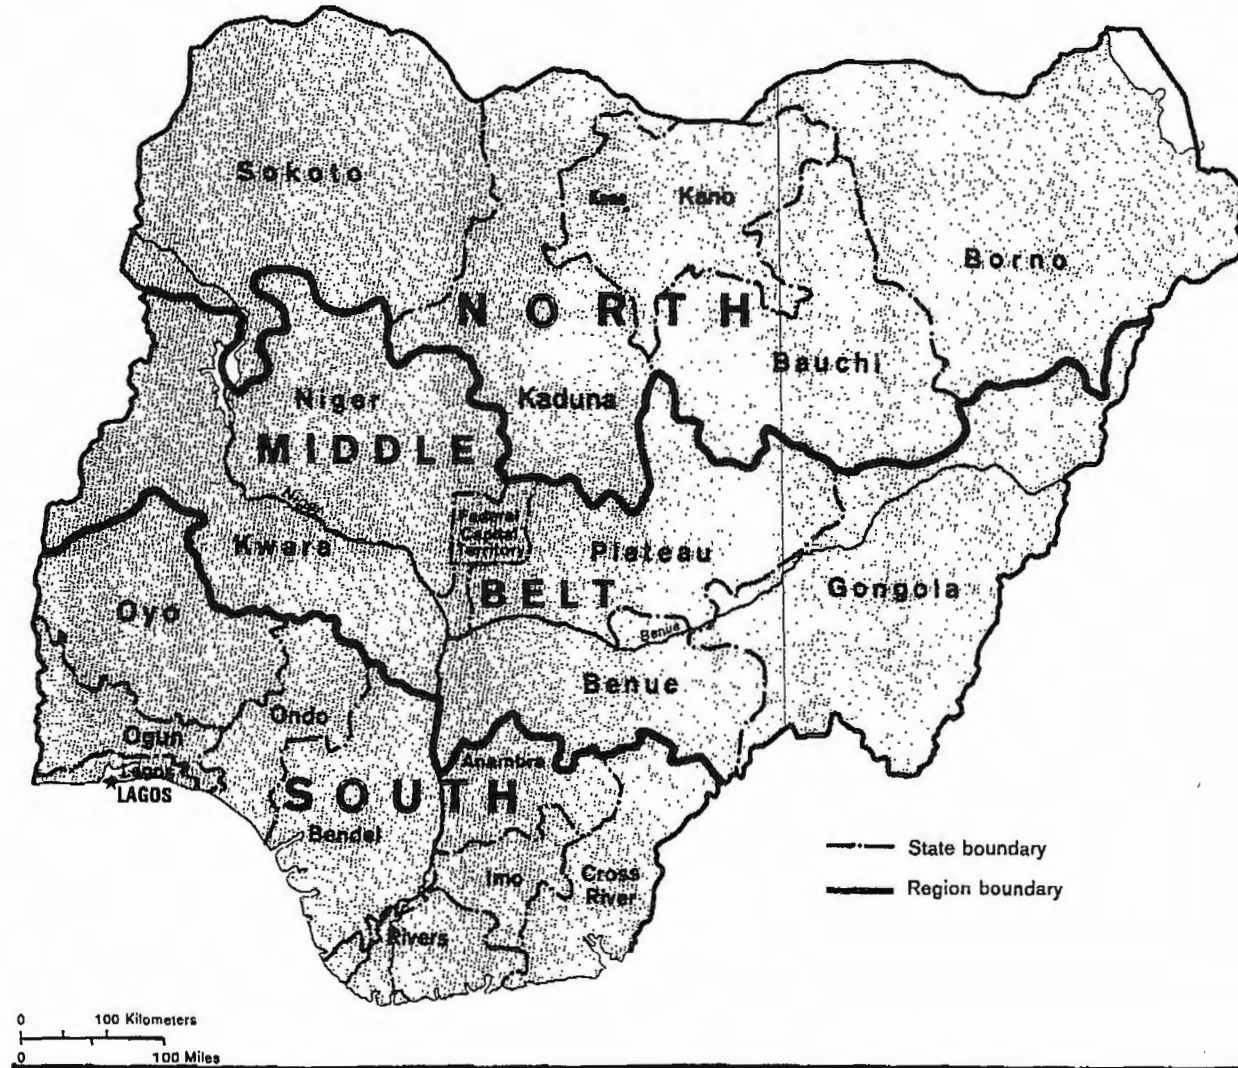 Sokoto
Kano
Kano
Borno
NORTH
Bauchi
Niger
Kaduna
MIDDLE
Niger
Federal
Capital
Territory
Kwara
Plateau
BELT
Gongola
Oyo
Benue
Benue
Ondo
Ogun
Anambra
Lagos
LAGOS
SOUTH
Bendel
State boundary
Imo
Cross
River
Region boundary
Rivers
0 100 Kilometers
0 100 Miles